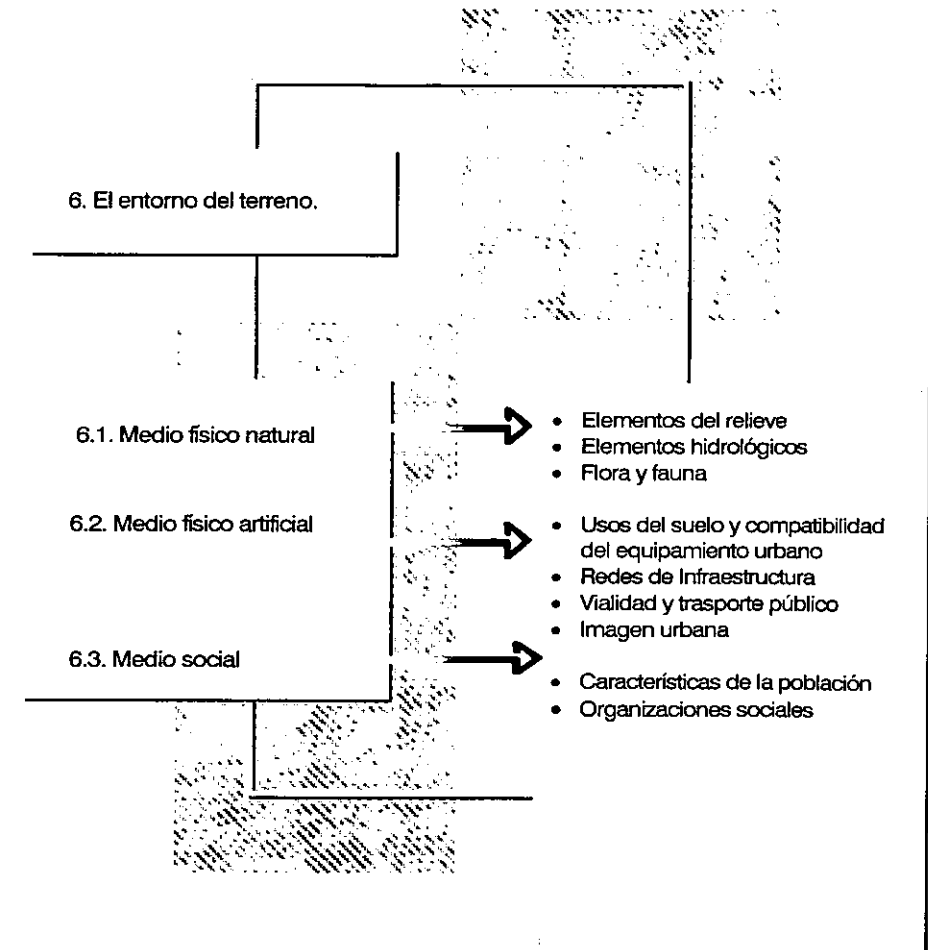 6. El entorno del terreno.
6.1. Medio físico natural
• Elementos del relieve
• Elementos hidrológicos
• Flora y fauna
6.2. Medio físico artificial
• Usos del suelo y compatibilidad
del equipamiento urbano
• Redes de Infraestructura
• Vialidad y trasporte público
• Imagen urbana
6.3. Medio social
• Características de la población
• Organizaciones sociales